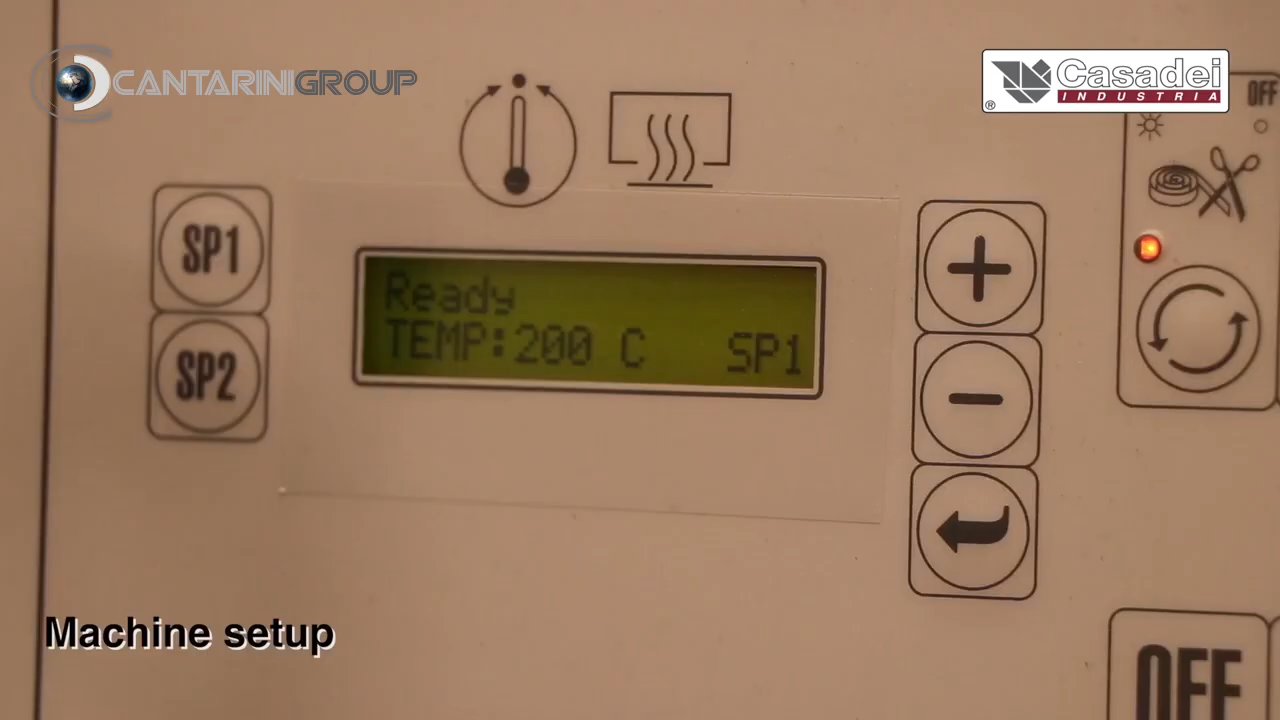 CANTARINIGROUP
Casadei
INDUSTRIA
®
OFF
SP1
SP2
Ready
TEMP:200 C SP1
Machine setup
OFF